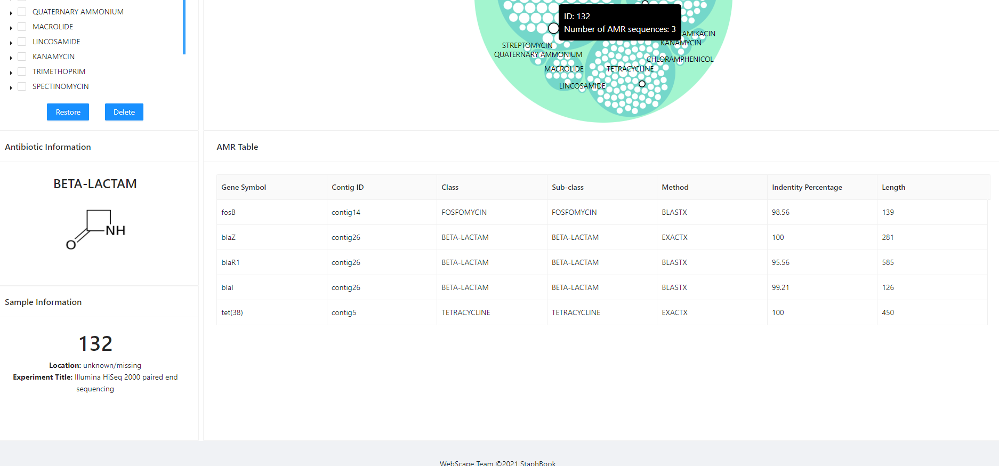 QUATERNARY AMMONIUM
MACROLIDE
LINCOSAMIDE
KANAMYCIN
TRIMETHOPRIM
SPECTINOMYCIN
Restore Delete
ID: 132
Number of AMR sequences: 3
AMIKACIN
KANAMYCIN
STREPTOMYCIN
QUATERNARY AMMONIUM
CHLORAMPHENICOL
MACROLIDE
TETRACYCLINE
LINCOSAMIDE
Antibiotic Information
BETA-LACTAM
NH
O
Sample Information
132
Location: unknown/missing
Experiment Title: Illumina HiSeq 2000 paired end
sequencing
AMR Table
Gene Symbol Contig ID Class Sub-class Method Indentity Percentage Length
fosB contig14 FOSFOMYCIN FOSFOMYCIN BLASTX 98.56 139
blaZ contig26 BETA-LACTAM BETA-LACTAM EXACTX 100 281
blaR1 contig26 BETA-LACTAM BETA-LACTAM BLASTX 95.56 585
blaI contig26 BETA-LACTAM BETA-LACTAM BLASTX 99.21 126
tet(38) contig5 TETRACYCLINE TETRACYCLINE EXACTX 100 450
WebScape Team ©2021 StaphBook